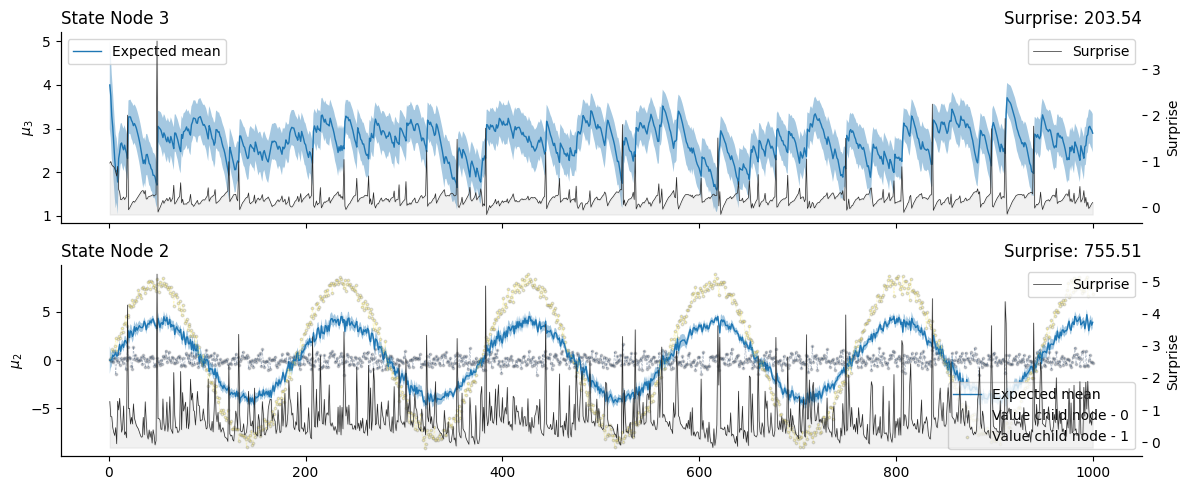 State Node 3
Surprise: 203.54
Expected mean
Surprise
5
4
3
2
1
μ3
3
2
1
0
Surprise
State Node 2
Surprise: 755.51
Surprise
5
0
−5
μ2
5
4
3
2
1
0
Surprise
Expected mean
Value child node - 0
Value child node - 1
0 200 400 600 800 1000